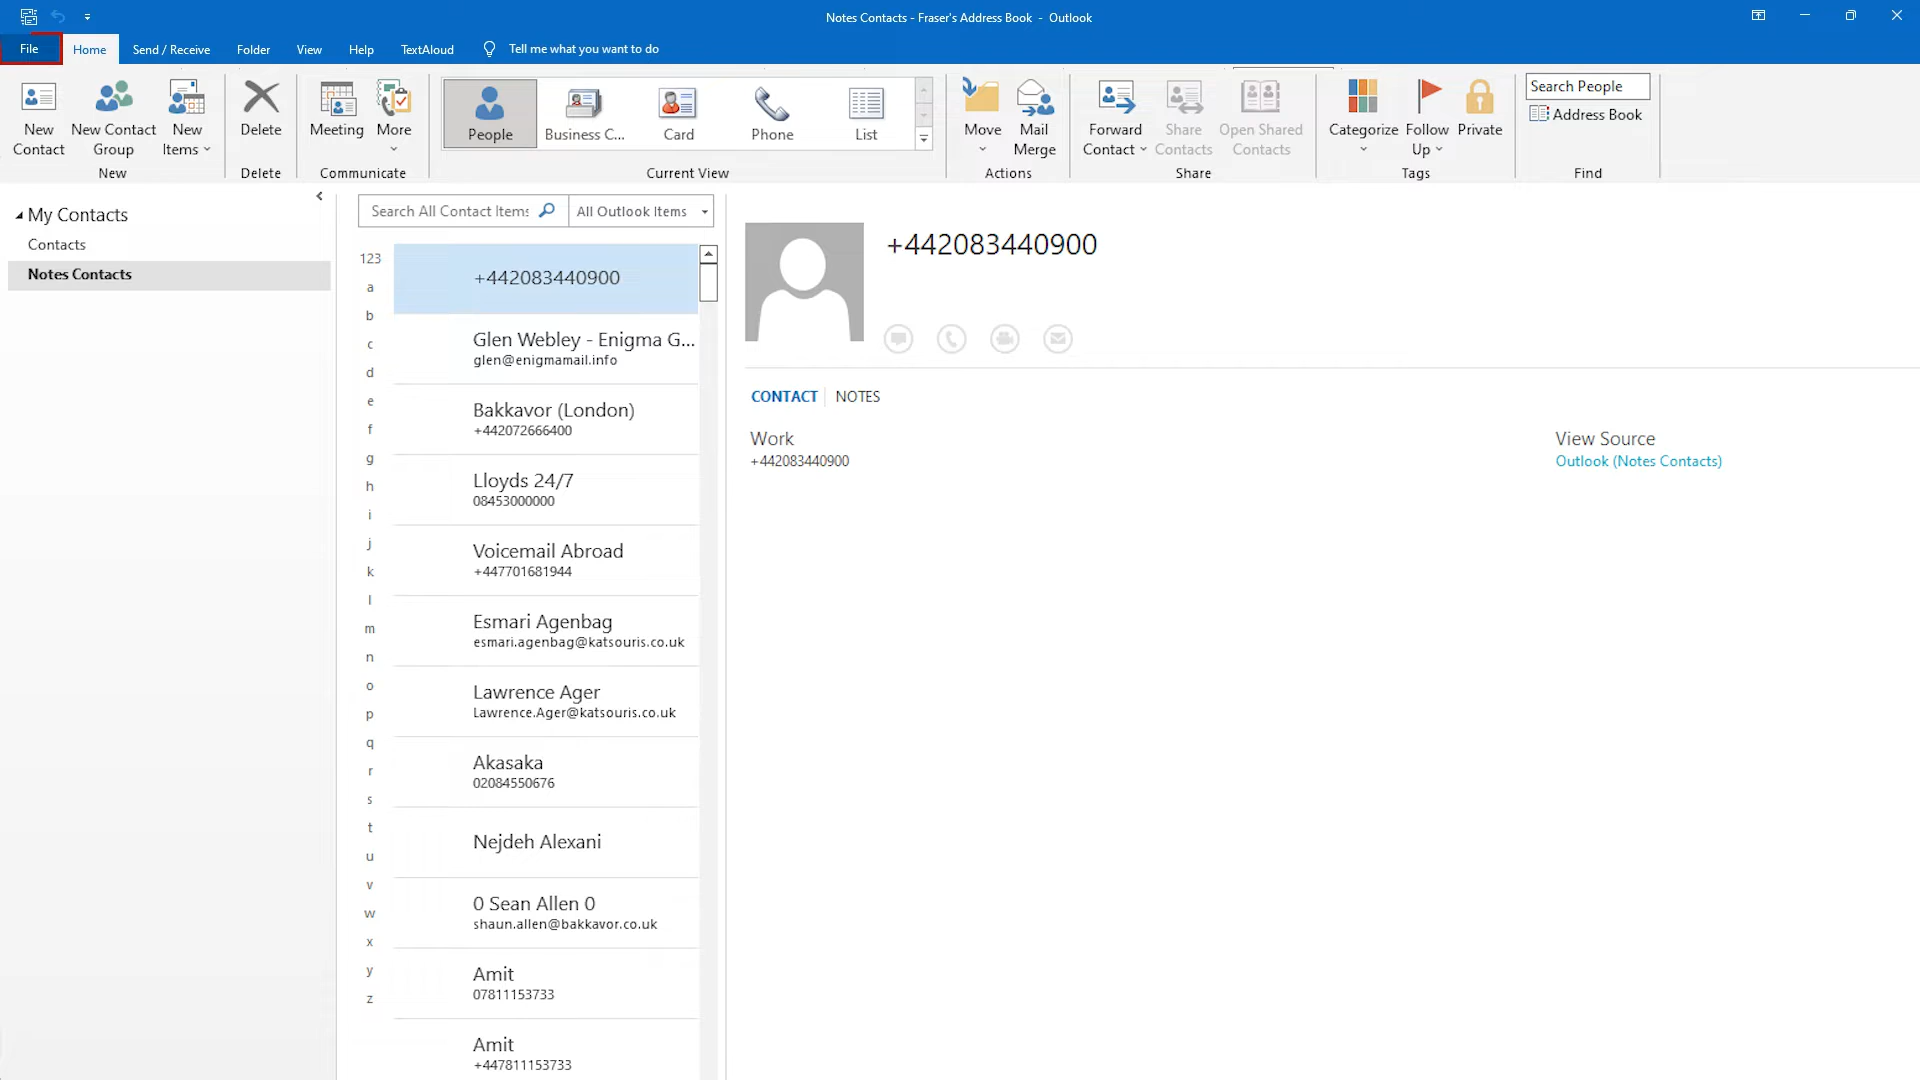 Notes Contacts - Fraser's Address Book - Outlook
File Home Send / Receive Folder View Help TextAloud Tell me what you want to do
New Contact
New Contact Group
New Items
New
Delete
Delete
Meeting
More
Communicate
People
Business C...
Card
Phone
List
Current View
Move
Mail Merge
Actions
Forward Contact
Share Contacts
Open Shared Contacts
Share
Categorize
Follow Up
Private
Tags
Search People
Address Book
Find
My Contacts
Contacts
Notes Contacts
Search All Contact Items
All Outlook Items
123
a
b
c
d
e
f
g
h
i
j
k
l
m
n
o
p
q
r
s
t
u
v
w
x
y
z
+442083440900
Glen Webley - Enigma G...
glen@enigmamail.info
Bakkavor (London)
+442072666400
Lloyds 24/7
08453000000
Voicemail Abroad
+447701681944
Esmari Agenbag
esmari.agenbag@katsouris.co.uk
Lawrence Ager
Lawrence.Ager@katsouris.co.uk
Akasaka
02084550676
Nejdeh Alexani
0 Sean Allen 0
shaun.allen@bakkavor.co.uk
Amit
07811153733
Amit
+447811153733
+442083440900
CONTACT NOTES
Work
+442083440900
View Source
Outlook (Notes Contacts)